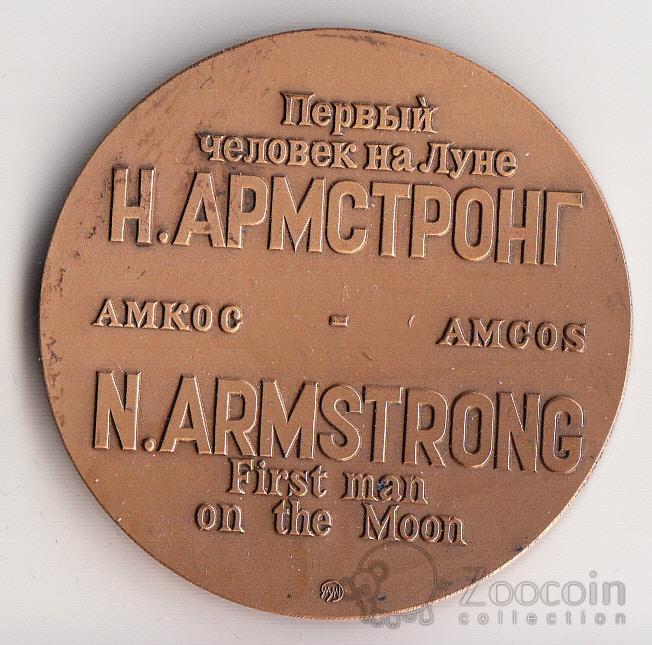 Первый
человек на Луне
Н.АРМСТРОНГ
АМКОС - AMCOS
N.ARMSTRONG
First man
on the Moon
Zoocoin
collection